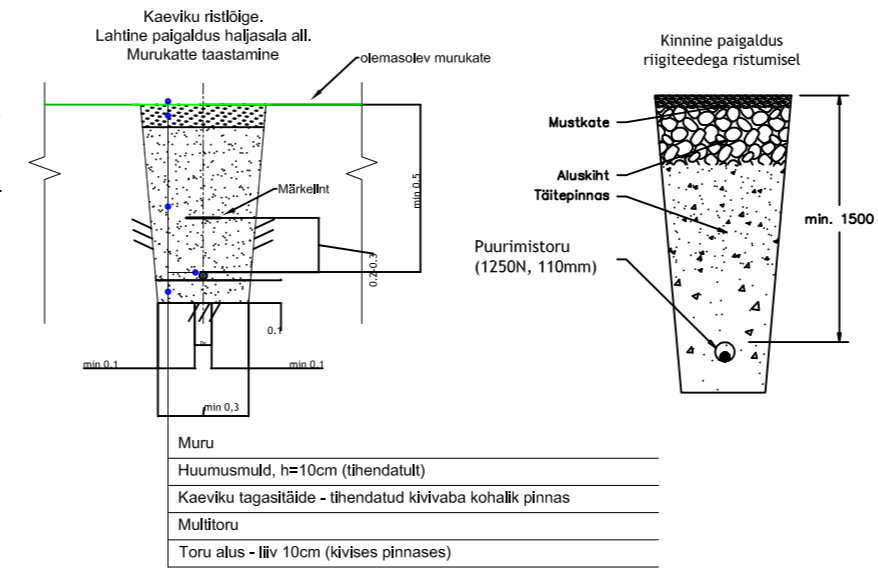 Kaeviku ristlõige.
Lahtine paigaldus haljasala all.
Murukatte taastamine
olemasolev murukate
Märkelint
min 0.5
0.2-0.3
0.1
min 0.1
min 0.1
min 0,3
Muru
Huumusmuld, h=10cm (tihendatult)
Kaeviku tagasitäide - tihendatud kivivaba kohalik pinnas
Multitoru
Toru alus - liiv 10cm (kivises pinnases)
Kinnine paigaldus
riigiteedega ristumisel
Mustkate
Aluskiht
Täitepinnas
Puurimistoru
(1250N, 110mm)
min. 1500